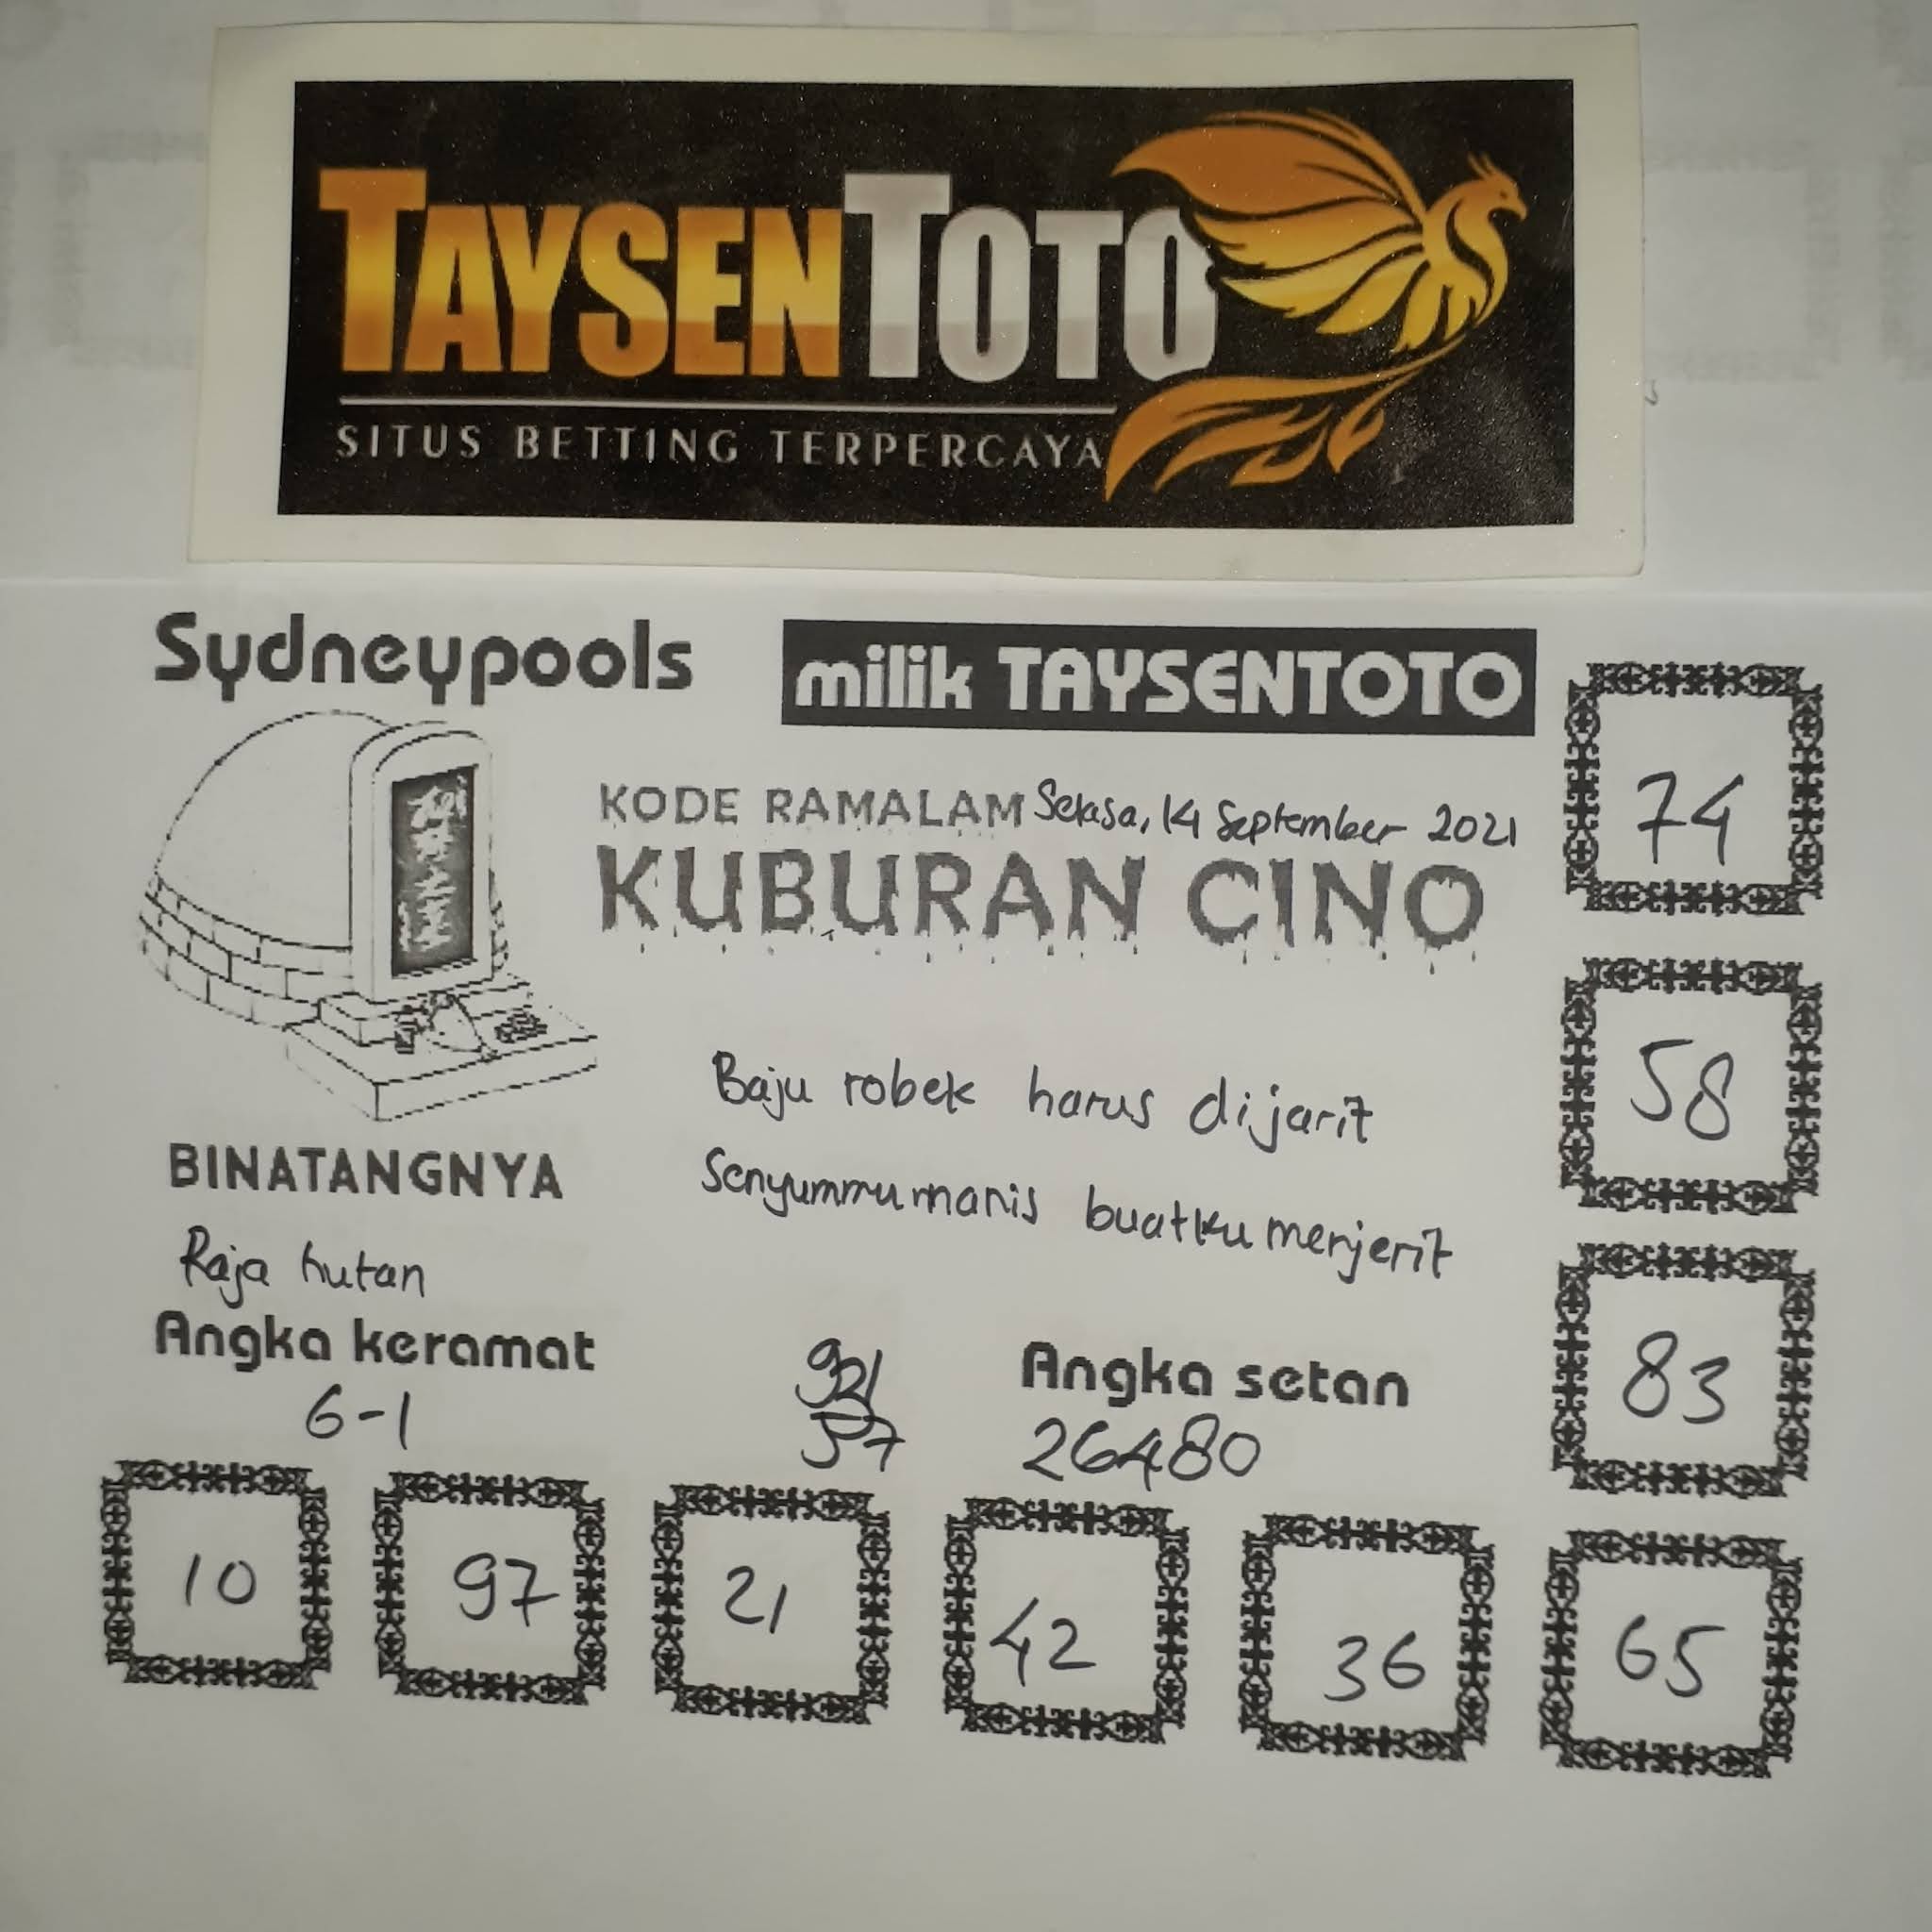 TAYSENTOTO
SITUS BETTING TERPERCAYA
Sydneypools
milik TAYSENTOTO
KODE RAMALAM Selasa, 14 September 2021
KUBURAN CINO
74
58
83
Baju robek harus dijarit
Senyummu manis buatku menjerit
BINATANGNYA
Raja hutan
Angka keramat
6-1
57
Angka setan
26480
10
97
21
42
36
65